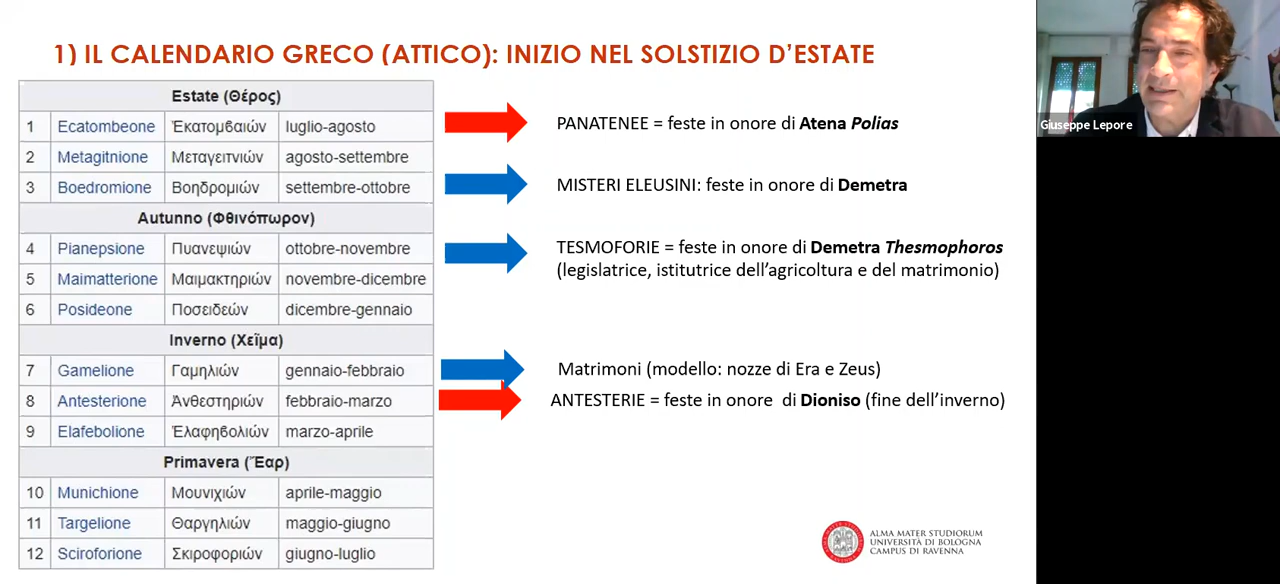 1) IL CALENDARIO GRECO (ATTICO): INIZIO NEL SOLSTIZIO D’ESTATE
Giuseppe Lepore
Estate (Θέρος)
1 Ecatombeone Ἑκατομβαιών luglio-agosto
PANATENEE = feste in onore di Atena Polias
2 Metagitnione Μεταγειτνιών agosto-settembre
3 Boedromione Βοηδρομιών settembre-ottobre
MISTERI ELEUSINI: feste in onore di Demetra
Autunno (Φθινόπωρον)
4 Pianepsione Πυανεψιών ottobre-novembre
TESMOFORIE = feste in onore di Demetra Thesmophoros
(legislatrice, istitutrice dell’agricoltura e del matrimonio)
5 Maimatterione Μαιμακτηριών novembre-dicembre
6 Posideone Ποσειδεών dicembre-gennaio
Inverno (Χεῖμα)
7 Gamelione Γαμηλιών gennaio-febbraio
Matrimoni (modello: nozze di Era e Zeus)
8 Antesterione Ἀνθεστηριών febbraio-marzo
ANTESTERIE = feste in onore di Dioniso (fine dell’inverno)
9 Elafebolione Ἐλαφηβολιών marzo-aprile
Primavera (Ἔαρ)
10 Munichione Μουνιχιών aprile-maggio
11 Targelione Θαργηλιών maggio-giugno
12 Sciroforione Σκιροφοριών giugno-luglio
ALMA MATER STUDIORUM
UNIVERSITÀ DI BOLOGNA
CAMPUS DI RAVENNA